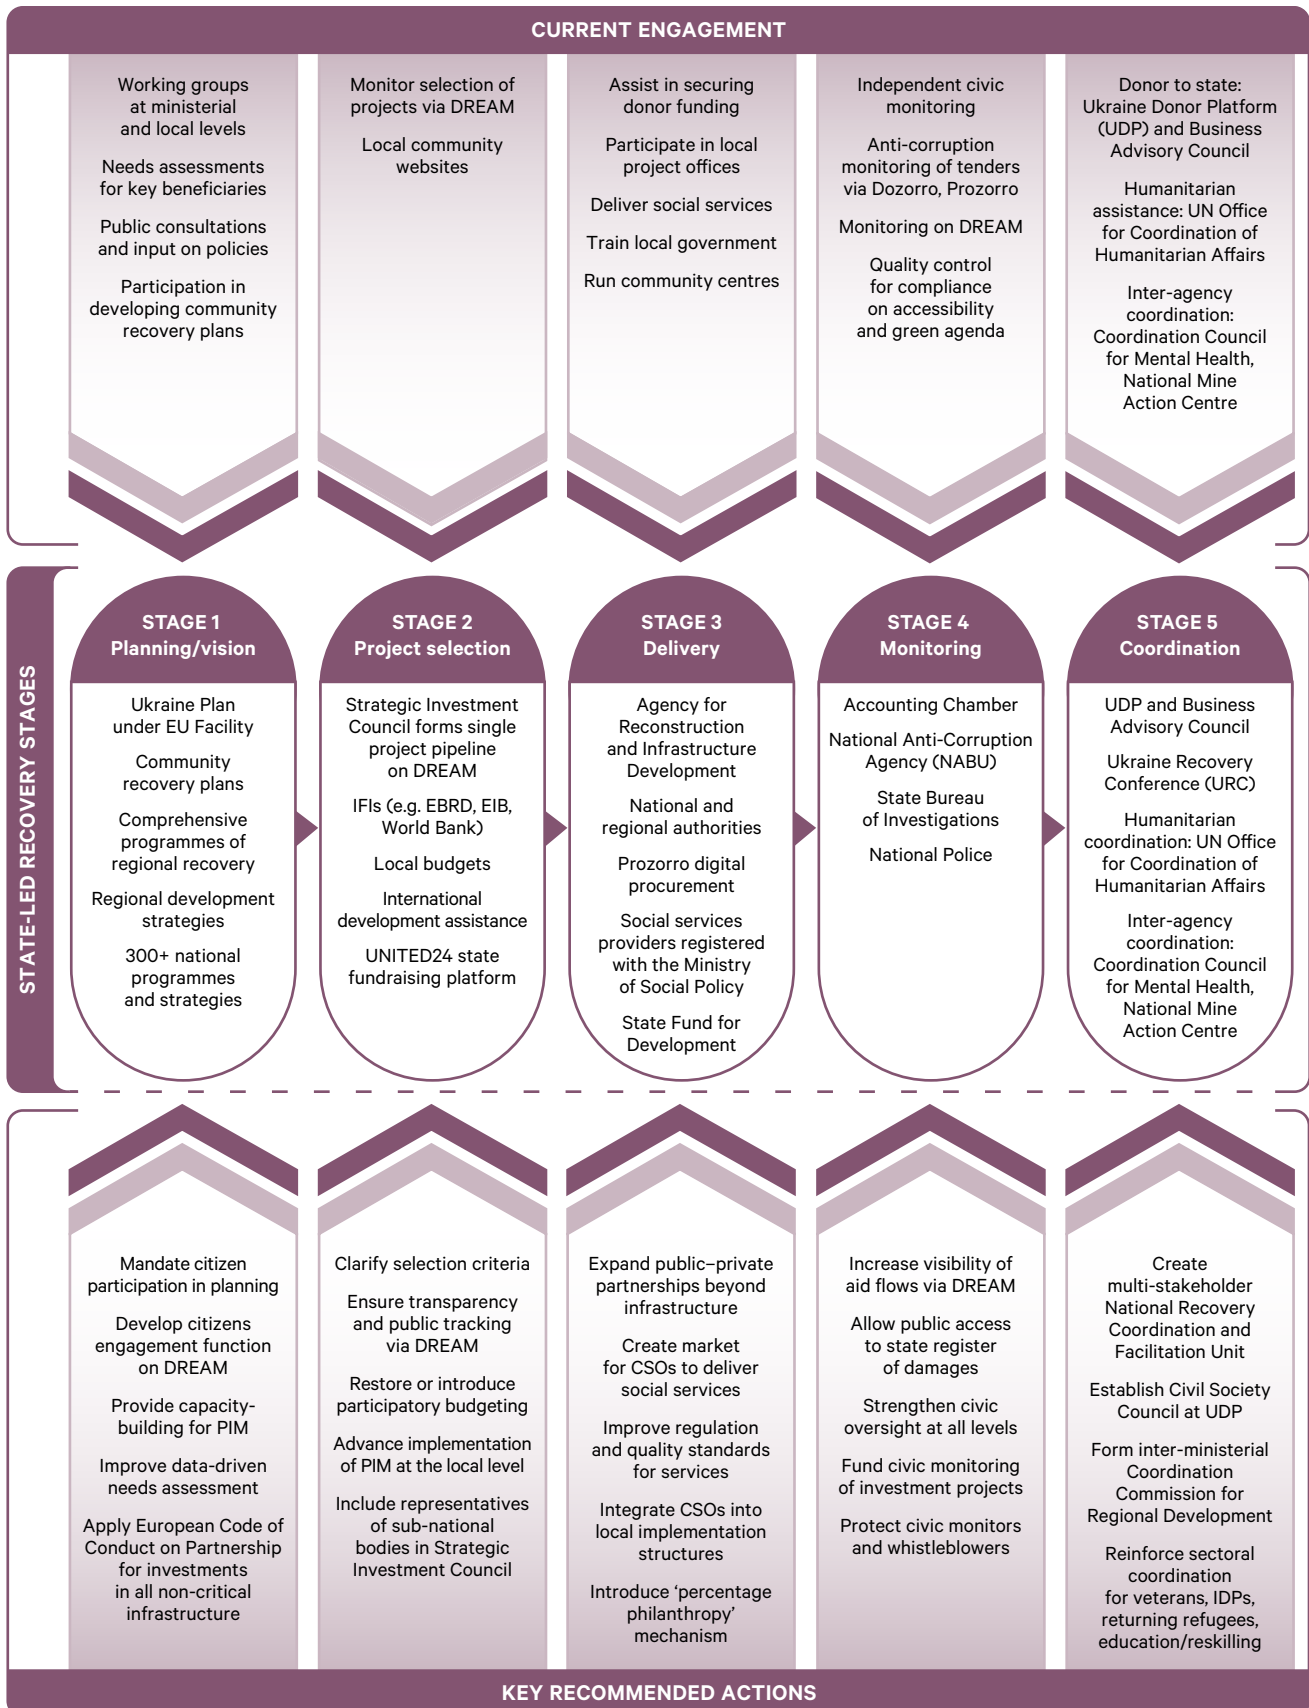 CURRENT ENGAGEMENT
Working groups
at ministerial
and local levels
Needs assessments
for key beneficiaries
Public consultations
and input on policies
Participation in
developing community
recovery plans
Monitor selection of
projects via DREAM
Local community
websites
Assist in securing
donor funding
Participate in local
project offices
Deliver social services
Train local government
Run community centres
Independent civic
monitoring
Anti-corruption
monitoring of tenders
via Dozorro, Prozorro
Monitoring on DREAM
Quality control
for compliance
on accessibility
and green agenda
Donor to state:
Ukraine Donor Platform
(UDP) and Business
Advisory Council
Humanitarian
assistance: UN Office
for Coordination of
Humanitarian Affairs
Inter-agency
coordination:
Coordination Council
for Mental Health,
National Mine
Action Centre
STATE-LED RECOVERY STAGES
STAGE 1
Planning/vision
Ukraine Plan
under EU Facility
Community
recovery plans
Comprehensive
programmes of
regional recovery
Regional development
strategies
300+ national
programmes
and strategies
STAGE 2
Project selection
Strategic Investment
Council forms single
project pipeline
on DREAM
IFIs (e.g. EBRD, EIB,
World Bank)
Local budgets
International
development assistance
UNITED24 state
fundraising platform
STAGE 3
Delivery
Agency for
Reconstruction
and Infrastructure
Development
National and
regional authorities
Prozorro digital
procurement
Social services
providers registered
with the Ministry
of Social Policy
State Fund for
Development
STAGE 4
Monitoring
Accounting Chamber
National Anti-Corruption
Agency (NABU)
State Bureau
of Investigations
National Police
STAGE 5
Coordination
UDP and Business
Advisory Council
Ukraine Recovery
Conference (URC)
Humanitarian
coordination: UN Office
for Coordination of
Humanitarian Affairs
Inter-agency
coordination:
Coordination Council
for Mental Health,
National Mine
Action Centre
Mandate citizen
participation in planning
Develop citizens
engagement function
on DREAM
Provide capacity-
building for PIM
Improve data-driven
needs assessment
Apply European Code of
Conduct on Partnership
for investments
in all non-critical
infrastructure
Clarify selection criteria
Ensure transparency
and public tracking
via DREAM
Restore or introduce
participatory budgeting
Advance implementation
of PIM at the local level
Include representatives
of sub-national
bodies in Strategic
Investment Council
Expand public–private
partnerships beyond
infrastructure
Create market
for CSOs to deliver
social services
Improve regulation
and quality standards
for services
Integrate CSOs into
local implementation
structures
Introduce ‘percentage
philanthropy’
mechanism
Increase visibility of
aid flows via DREAM
Allow public access
to state register
of damages
Strengthen civic
oversight at all levels
Fund civic monitoring
of investment projects
Protect civic monitors
and whistleblowers
Create
multi-stakeholder
National Recovery
Coordination and
Facilitation Unit
Establish Civil Society
Council at UDP
Form inter-ministerial
Coordination
Commission for
Regional Development
Reinforce sectoral
coordination
for veterans, IDPs,
returning refugees,
education/reskilling
KEY RECOMMENDED ACTIONS